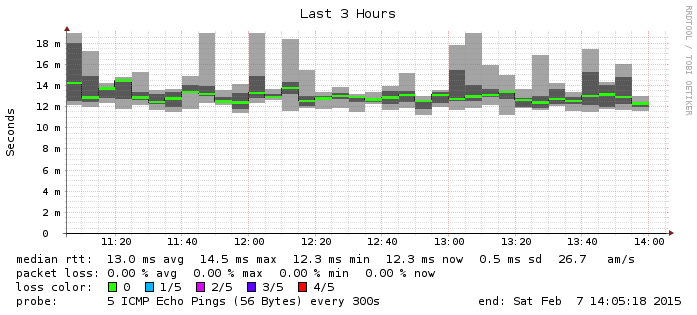 Last 3 Hours
RRDTOOL / TOBI OETIKER
Seconds
18 m
16 m
14 m
12 m
10 m
8 m
6 m
4 m
2 m
0
11:20 11:40 12:00 12:20 12:40 13:00 13:20 13:40 14:00
median rtt: 13.0 ms avg 14.5 ms max 12.3 ms min 12.3 ms now 0.5 ms sd 26.7 am/s
packet loss: 0.00 % avg 0.00 % max 0.00 % min 0.00 % now
loss color: 0 1/5 2/5 3/5 4/5
probe: 5 ICMP Echo Pings (56 Bytes) every 300s end: Sat Feb 7 14:05:18 2015